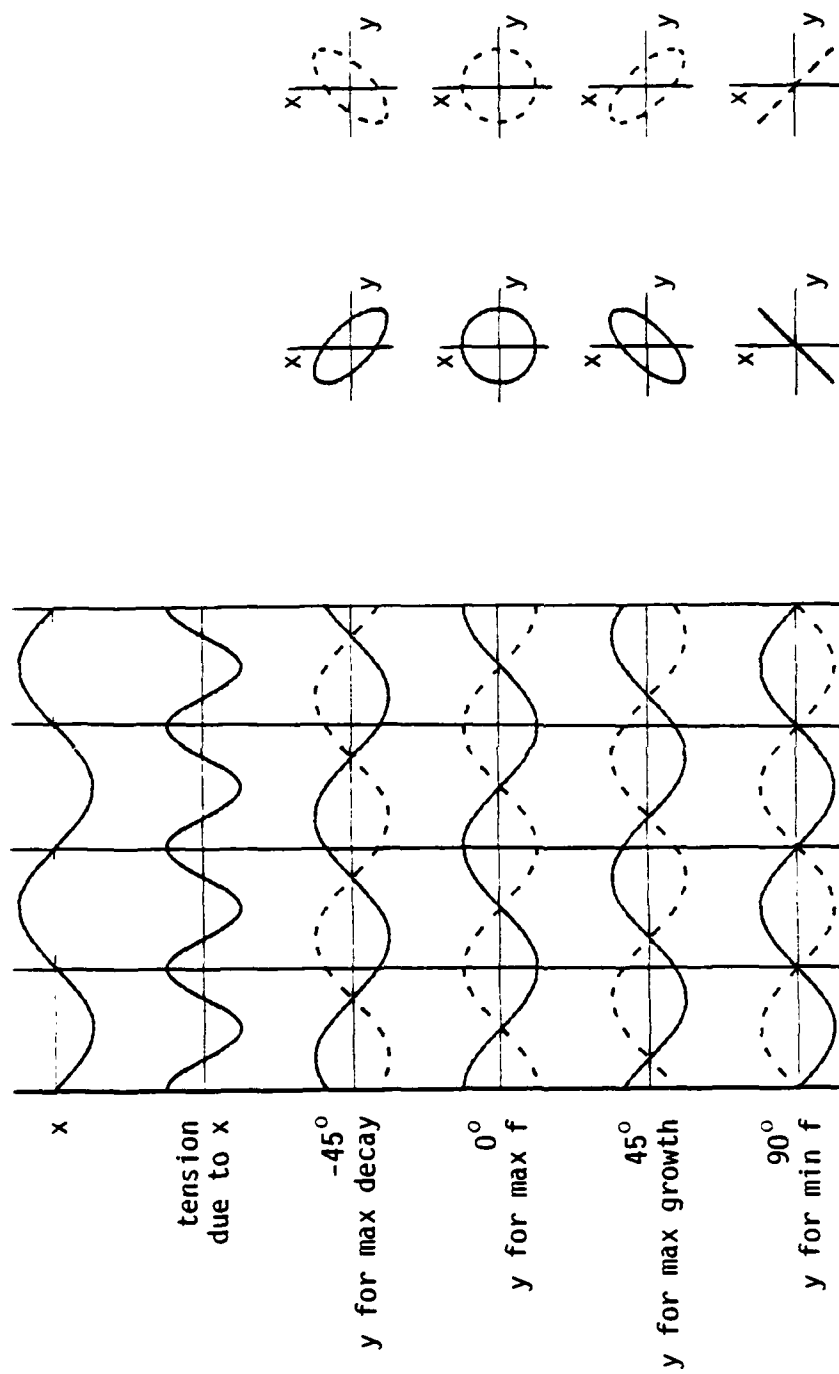 x
tension
due to x
-45°
y for max decay
0°
y for max f
45°
y for max growth
90°
y for min f
x
y
x
y
x
y
x
y
x
y
x
y
x
y
x
y